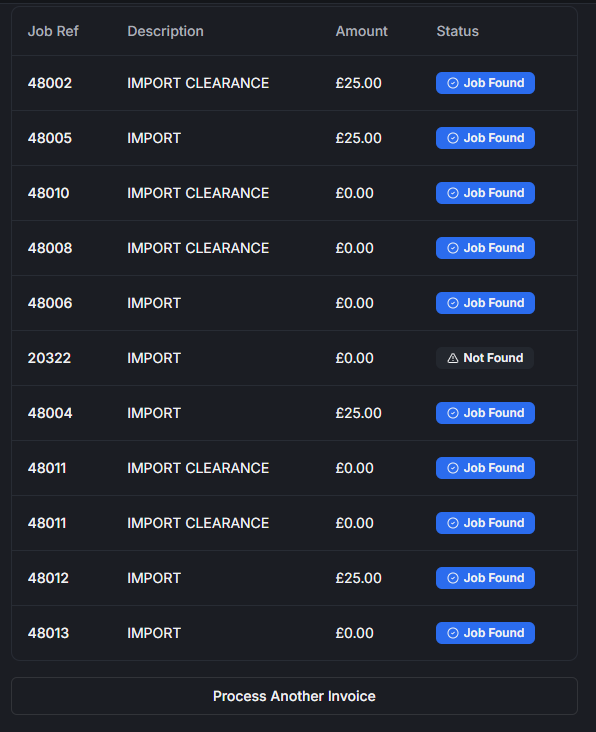 Job Ref Description Amount Status
48002 IMPORT CLEARANCE £25.00 Job Found
48005 IMPORT £25.00 Job Found
48010 IMPORT CLEARANCE £0.00 Job Found
48008 IMPORT CLEARANCE £0.00 Job Found
48006 IMPORT £0.00 Job Found
20322 IMPORT £0.00 Not Found
48004 IMPORT £25.00 Job Found
48011 IMPORT CLEARANCE £0.00 Job Found
48011 IMPORT CLEARANCE £0.00 Job Found
48012 IMPORT £25.00 Job Found
48013 IMPORT £0.00 Job Found
Process Another Invoice